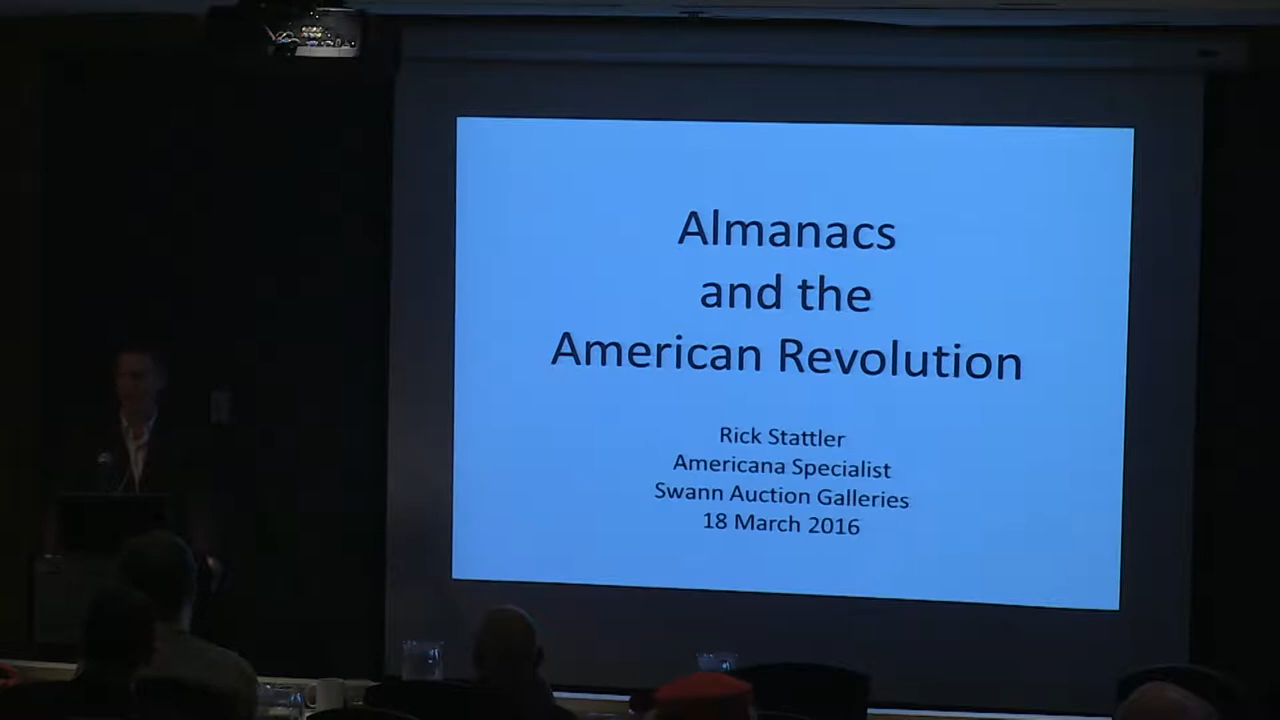 Almanacs
and the
American Revolution
Rick Stattler
Americana Specialist
Swann Auction Galleries
18 March 2016